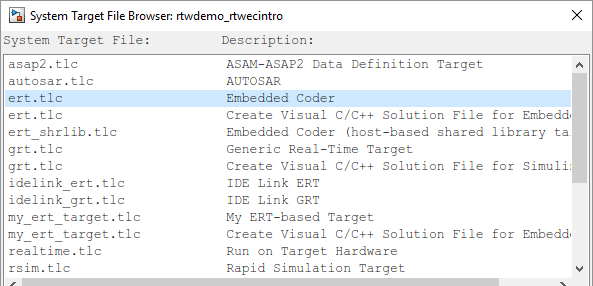 System Target File Browser: rtwdemo_rtwecintro
System Target File: Description:
asap2.tlc ASAM-ASAP2 Data Definition Target
autosar.tlc AUTOSAR
ert.tlc Embedded Coder
ert.tlc Create Visual C/C++ Solution File for Embedde
ert_shrlib.tlc Embedded Coder (host-based shared library ta
grt.tlc Generic Real-Time Target
grt.tlc Create Visual C/C++ Solution File for Simulin
idelink_ert.tlc IDE Link ERT
idelink_grt.tlc IDE Link GRT
my_ert_target.tlc My ERT-based Target
my_ert_target.tlc Create Visual C/C++ Solution File for Embedde
realtime.tlc Run on Target Hardware
rsim.tlc Rapid Simulation Target